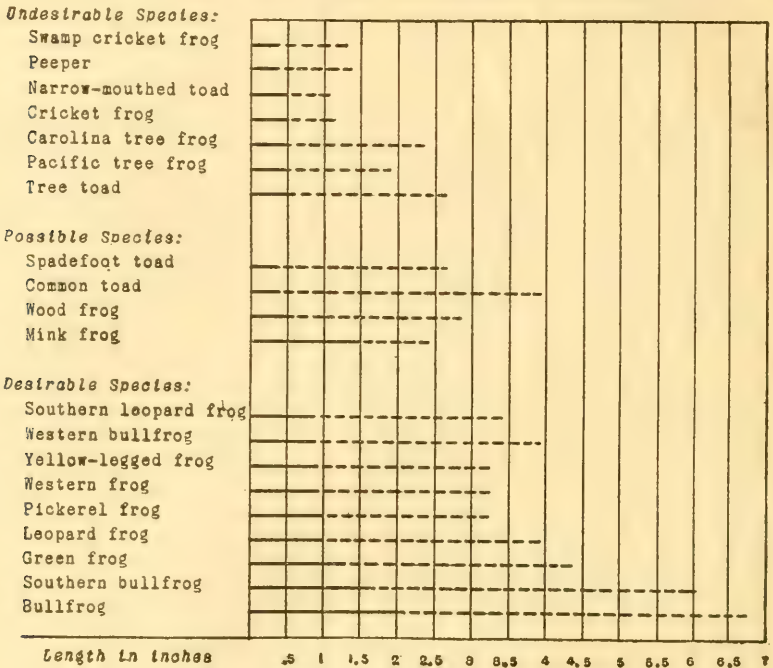 Undesirable Species:
Swamp cricket frog
Peeper
Narrow-mouthed toad
Cricket frog
Carolina tree frog
Pacific tree frog
Tree toad
Possible Species:
Spadefoot toad
Common toad
Wood frog
Mink frog
Desirable Species:
Southern leopard frog
Western bullfrog
Yellow-legged frog
Western frog
Pickerel frog
Leopard frog
Green frog
Southern bullfrog
Bullfrog
Length in inches .5 1 1.5 2 2.5 3 3.5 4 4.5 5 5.5 6 6.5 7